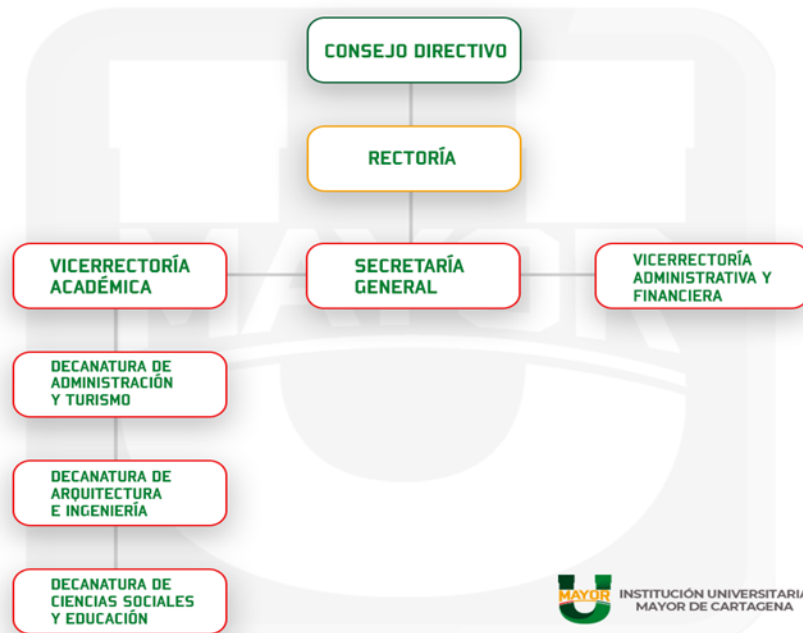 CONSEJO DIRECTIVO
RECTORÍA
VICERRECTORÍA
ACADÉMICA
SECRETARÍA
GENERAL
VICERRECTORÍA
ADMINISTRATIVA Y
FINANCIERA
DECANATURA DE
ADMINISTRACIÓN
Y TURISMO
DECANATURA DE
ARQUITECTURA
E INGENIERÍA
DECANATURA DE
CIENCIAS SOCIALES
Y EDUCACIÓN
MAYOR
MAYOR
INSTITUCIÓN UNIVERSITARIA
MAYOR DE CARTAGENA